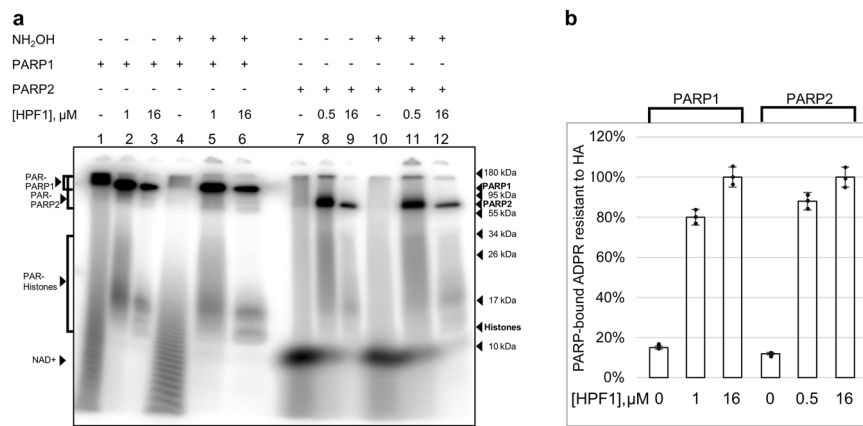 a
NH₂OH - - - + + + - - - + + +
PARP1 + + + + + + - - - - - -
PARP2 - - - - - - + + + + + +
[HPF1], μM - 1 16 - 1 16 - 0.5 16 - 0.5 16
1 2 3 4 5 6 7 8 9 10 11 12
PAR-
PARP1
PAR-
PARP2
PAR-
Histones
NAD+
180 kDa
PARP1
95 kDa
PARP2
55 kDa
34 kDa
26 kDa
17 kDa
Histones
10 kDa
b
PARP1 PARP2
PARP-bound ADPR resistant to HA
120%
100%
80%
60%
40%
20%
0%
[HPF1],μM 0 1 16 0 0.5 16